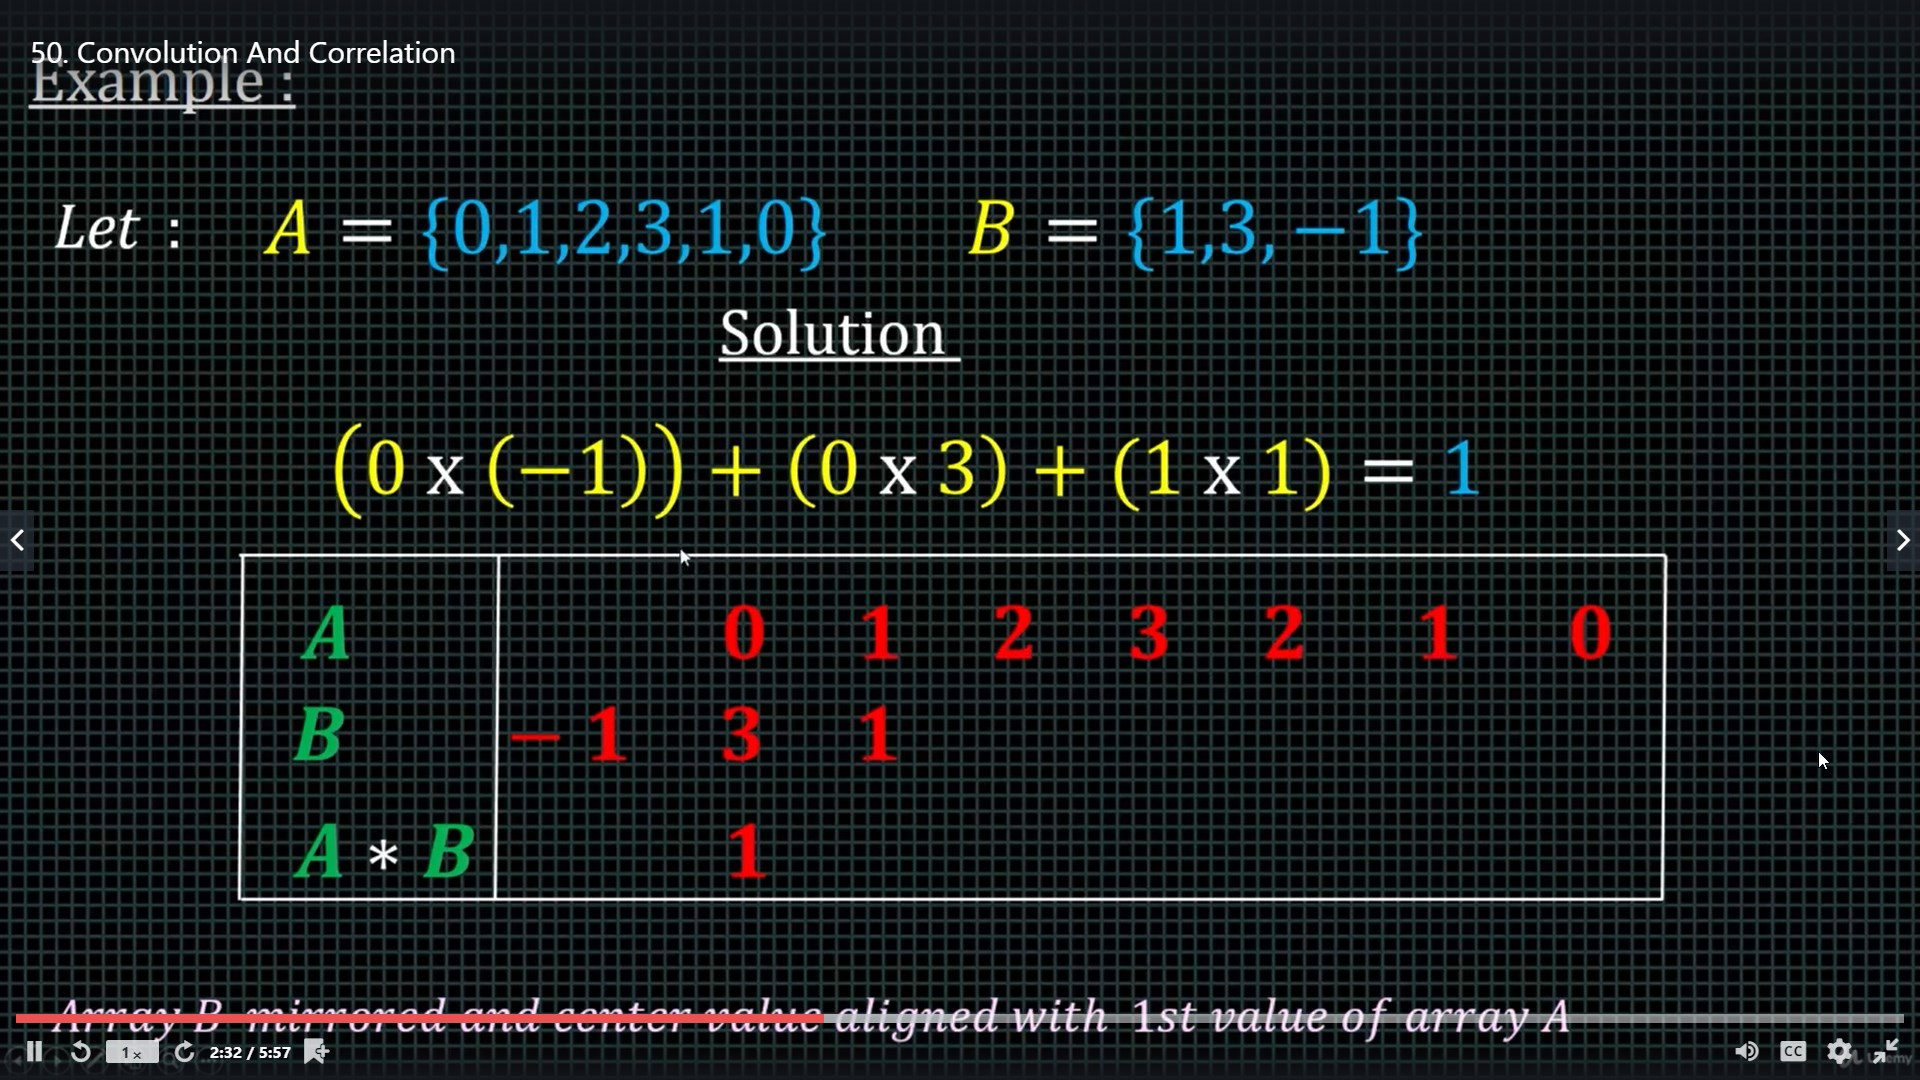 50. Convolution And Correlation
Example :
Let : A = {0,1,2,3,1,0} B = {1,3,−1}
Solution
(0 x (−1)) + (0 x 3) + (1 x 1) = 1
A 0 1 2 3 2 1 0
B − 1 3 1
A ∗ B 1
Array B mirrored and center value aligned with 1st value of array A
1 x 2:32 / 5:57 CC